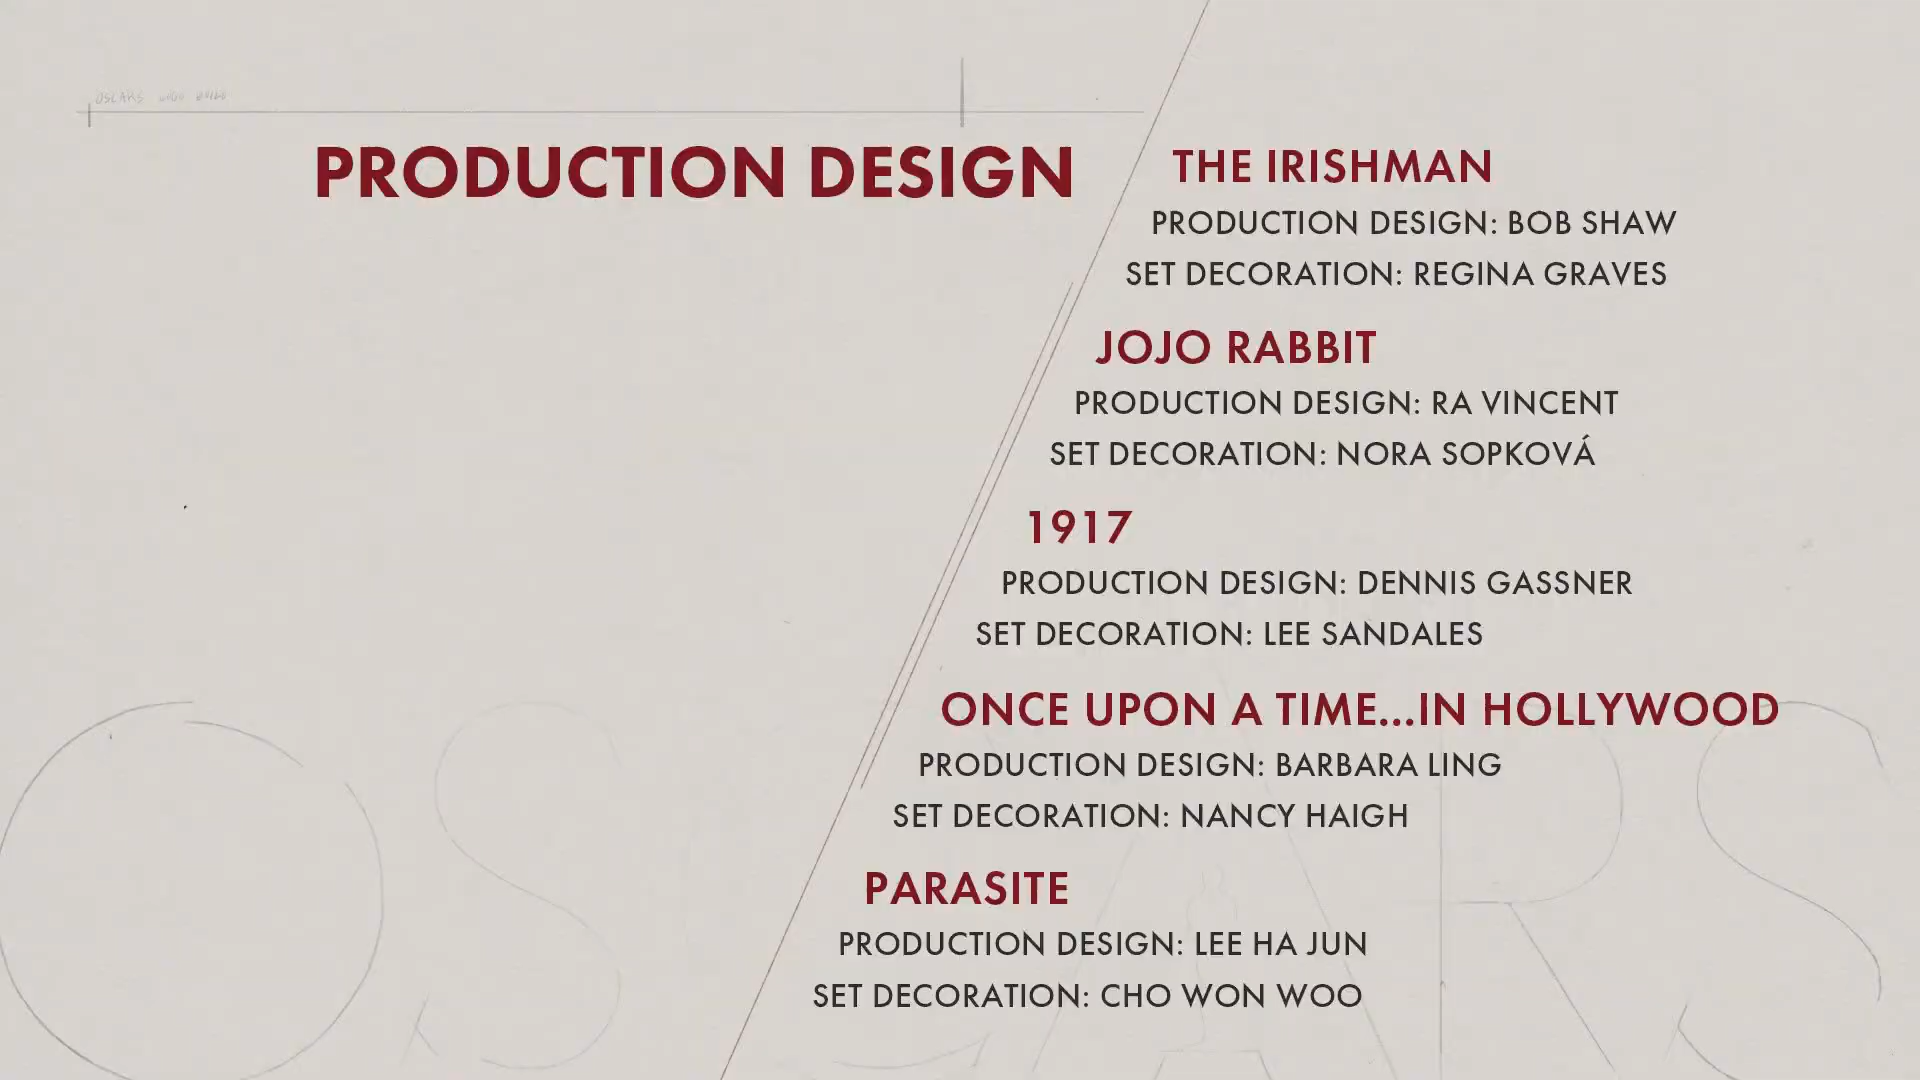 OSCARS
PRODUCTION DESIGN
THE IRISHMAN
PRODUCTION DESIGN: BOB SHAW
SET DECORATION: REGINA GRAVES
JOJO RABBIT
PRODUCTION DESIGN: RA VINCENT
SET DECORATION: NORA SOPKOVÁ
1917
PRODUCTION DESIGN: DENNIS GASSNER
SET DECORATION: LEE SANDALES
ONCE UPON A TIME...IN HOLLYWOOD
PRODUCTION DESIGN: BARBARA LING
SET DECORATION: NANCY HAIGH
PARASITE
PRODUCTION DESIGN: LEE HA JUN
SET DECORATION: CHO WON WOO
OSCARS